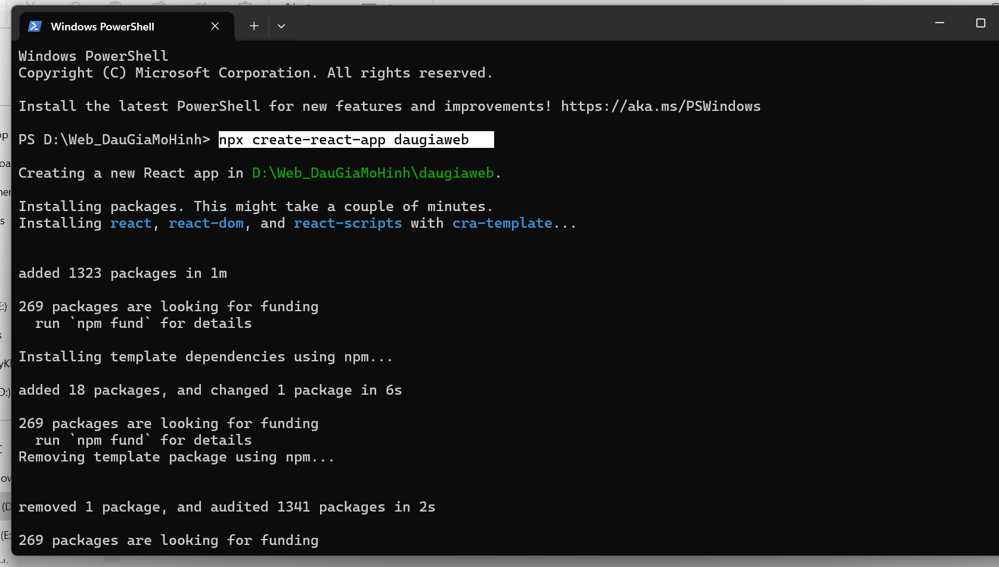 Windows PowerShell
Windows PowerShell
Copyright (C) Microsoft Corporation. All rights reserved.
Install the latest PowerShell for new features and improvements! https://aka.ms/PSWindows
PS D:\Web_DauGiaMoHinh> npx create-react-app daugiaweb
Creating a new React app in D:\Web_DauGiaMoHinh\daugiaweb.
Installing packages. This might take a couple of minutes.
Installing react, react-dom, and react-scripts with cra-template...
added 1323 packages in 1m
269 packages are looking for funding
  run `npm fund` for details
Installing template dependencies using npm...
added 18 packages, and changed 1 package in 6s
269 packages are looking for funding
  run `npm fund` for details
Removing template package using npm...
removed 1 package, and audited 1341 packages in 2s
269 packages are looking for funding